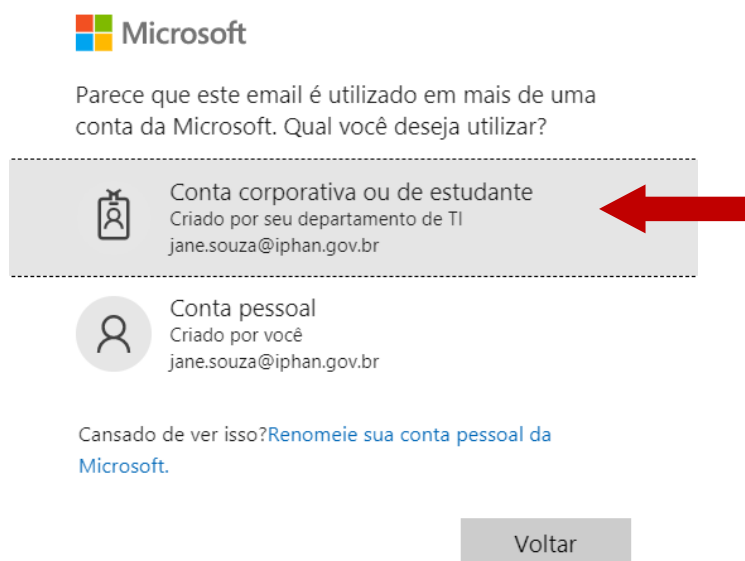 Microsoft
Parece que este email é utilizado em mais de uma
conta da Microsoft. Qual você deseja utilizar?
Conta corporativa ou de estudante
Criado por seu departamento de TI
jane.souza@iphan.gov.br
Conta pessoal
Criado por você
jane.souza@iphan.gov.br
Cansado de ver isso?Renomeie sua conta pessoal da
Microsoft.
Voltar